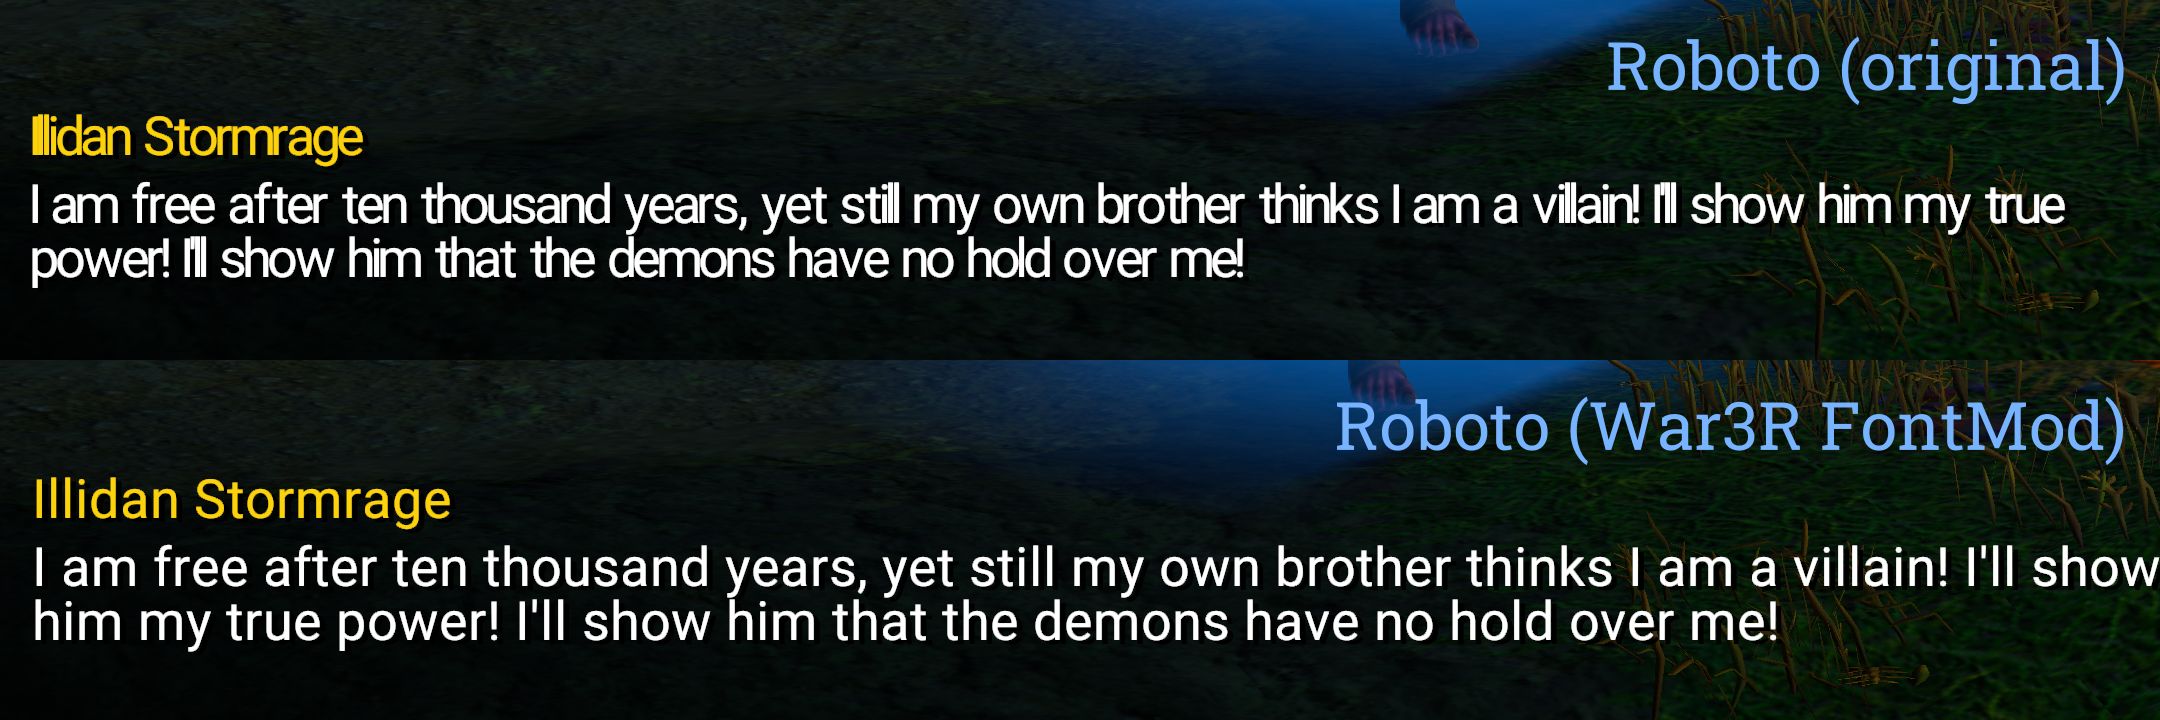 Roboto (original)
Illidan Stormrage
I am free after ten thousand years, yet still my own brother thinks I am a villain! I'll show him my true
power! I'll show him that the demons have no hold over me!
Roboto (War3R FontMod)
Illidan Stormrage
I am free after ten thousand years, yet still my own brother thinks I am a villain! I'll show
him my true power! I'll show him that the demons have no hold over me!